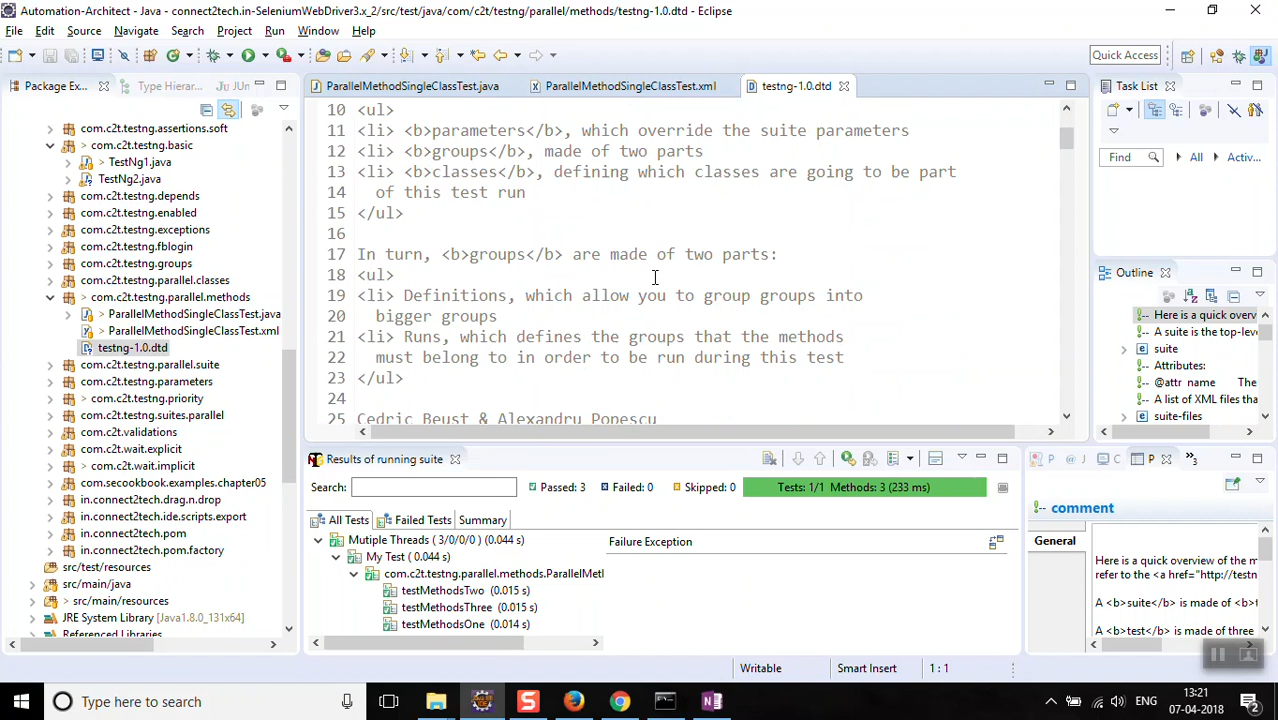 Automation-Architect - Java - connect2tech.in-SeleniumWebDriver3.x_2/src/test/java/com/c2t/testng/parallel/methods/testng-1.0.dtd - Eclipse
File Edit Source Navigate Search Project Run Window Help
Quick Access
Package Ex...
Type Hierar...
JUn
com.c2t.testng.assertions.soft
> com.c2t.testng.basic
> TestNg1.java
TestNg2.java
com.c2t.testng.depends
com.c2t.testng.enabled
com.c2t.testng.exceptions
com.c2t.testng.fblogin
com.c2t.testng.groups
com.c2t.testng.parallel.classes
> com.c2t.testng.parallel.methods
> ParallelMethodSingleClassTest.java
> ParallelMethodSingleClassTest.xml
testng-1.0.dtd
com.c2t.testng.parallel.suite
com.c2t.testng.parameters
> com.c2t.testng.priority
com.c2t.testng.suites.parallel
com.c2t.validations
com.c2t.wait.explicit
> com.c2t.wait.implicit
com.secookbook.examples.chapter05
in.connect2tech.drag.n.drop
in.connect2tech.ide.scripts.export
in.connect2tech.pom
in.connect2tech.pom.factory
src/test/resources
src/main/java
> src/main/resources
JRE System Library [Java1.8.0_131x64]
Referenced Libraries
ParallelMethodSingleClassTest.java
ParallelMethodSingleClassTest.xml
testng-1.0.dtd
10 <ul>
11 <li> <b>parameters</b>, which override the suite parameters
12 <li> <b>groups</b>, made of two parts
13 <li> <b>classes</b>, defining which classes are going to be part
14 of this test run
15 </ul>
16
17 In turn, <b>groups</b> are made of two parts:
18 <ul>
19 <li> Definitions, which allow you to group groups into
20 bigger groups
21 <li> Runs, which defines the groups that the methods
22 must belong to in order to be run during this test
23 </ul>
24
25 Cedric Beust & Alexandru Popescu
Results of running suite
Search:
Passed: 3
Failed: 0
Skipped: 0
Tests: 1/1 Methods: 3 (233 ms)
All Tests
Failed Tests
Summary
Mutiple Threads ( 3/0/0/0 ) (0.044 s)
My Test ( 0.044 s)
com.c2t.testng.parallel.methods.ParallelMetl
testMethodsTwo (0.015 s)
testMethodsThree (0.015 s)
testMethodsOne (0.014 s)
Failure Exception
Task List
Find
All
Activ...
Outline
Here is a quick overv
A suite is the top-leve
suite
Attributes:
@attr name The
A list of XML files tha
suite-files
P
@ J
C
P
»3
comment
General
Here is a quick overview of the m
refer to the <a href="http://testn
A <b>suite</b> is made of <b>t
A <b>test</b> is made of three
Writable
Smart Insert
1 : 1
Type here to search
ENG
13:21
07-04-2018
2